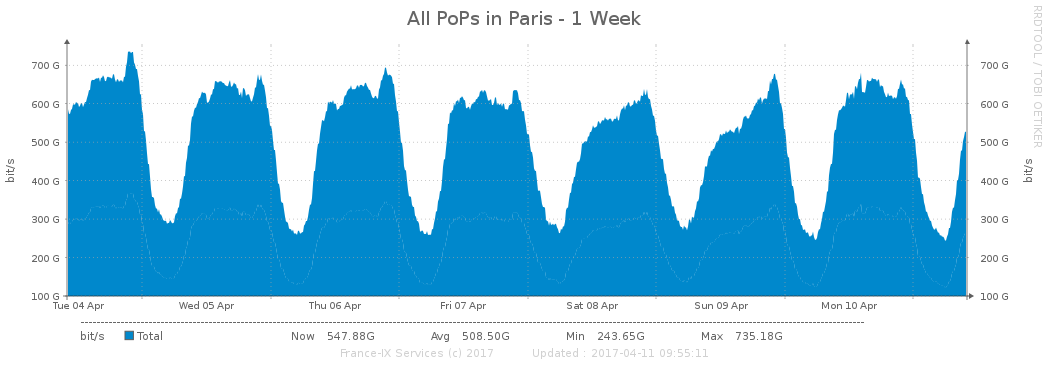 All PoPs in Paris - 1 Week
RRDTOOL / TOBI OETIKER
bit/s
700 G 700 G
600 G 600 G
500 G 500 G
400 G 400 G
300 G 300 G
200 G 200 G
100 G 100 G
bit/s
Tue 04 Apr Wed 05 Apr Thu 06 Apr Fri 07 Apr Sat 08 Apr Sun 09 Apr Mon 10 Apr
bit/s Total Now 547.88G Avg 508.50G Min 243.65G Max 735.18G
France-IX Services (c) 2017 Updated : 2017-04-11 09:55:11